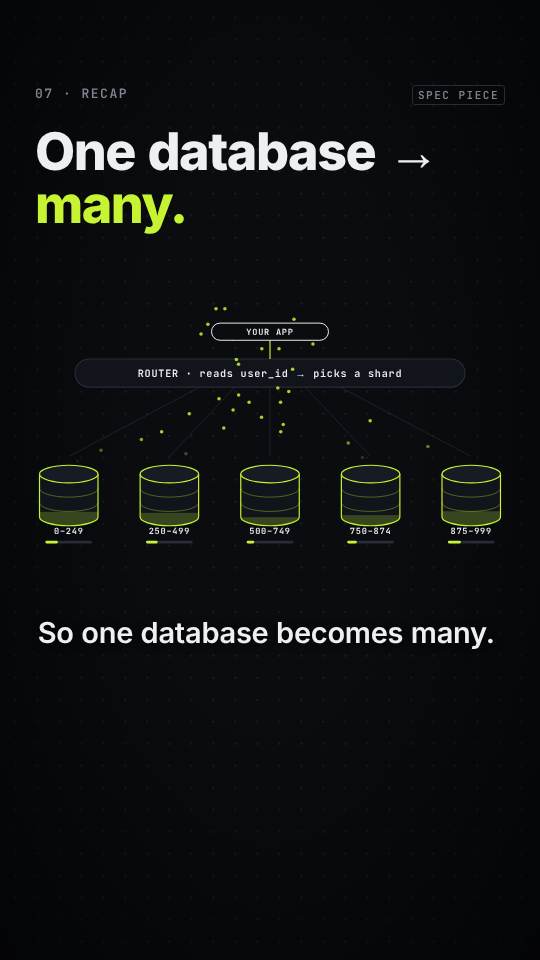 07 · RECAP
SPEC PIECE
One database →
many.
YOUR APP
ROUTER · reads user_id → picks a shard
0–249
250–499
500–749
750–874
875–999
So one database becomes many.